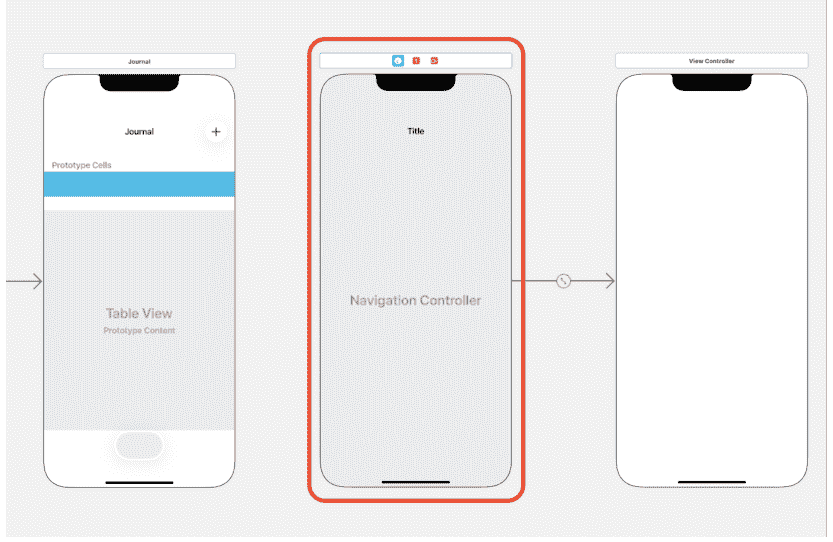 Journal
Journal
+
Prototype Cells
Table View
Prototype Content
Title
Navigation Controller
View Controller